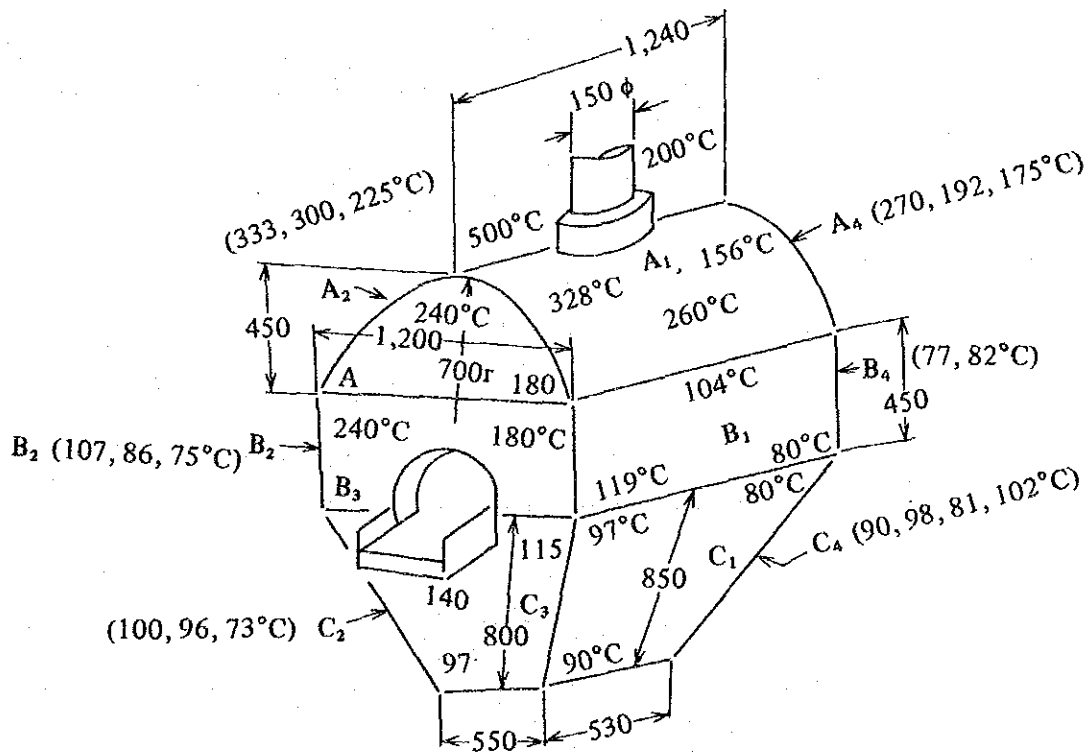 1,240
150 φ
200°C
(333, 300, 225°C)
500°C
A₄ (270, 192, 175°C)
A₁, 156°C
A₂
328°C
240°C
260°C
450
1,200
700r
A
180
104°C
B₄
(77, 82°C)
450
240°C
180°C
B₂ (107, 86, 75°C)
B₂
B₁
80°C
B₃
119°C
80°C
97°C
C₄ (90, 98, 81, 102°C)
115
C₁
850
140
C₃
(100, 96, 73°C) C₂
800
97
90°C
550
530